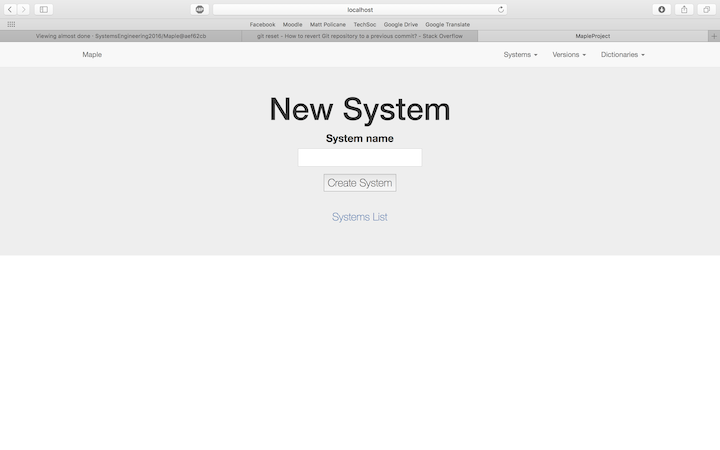 ABP
localhost
Facebook Moodle Matt Policane TechSoc Google Drive Google Translate
Viewing almost done · SystemsEngineering2016/Maple@aef62cb
git reset - How to revert Git repository to a previous commit? - Stack Overflow
MapleProject
Maple Systems Versions Dictionaries
New System
System name
Create System
Systems List